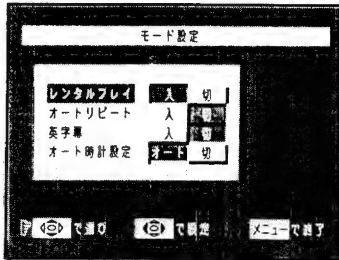 モード設定
レンタルプレイ 入 切
オートリピート 入 切
英字幕 入 切
オート時計設定 オート 切
で選び で設定 メニューで終了